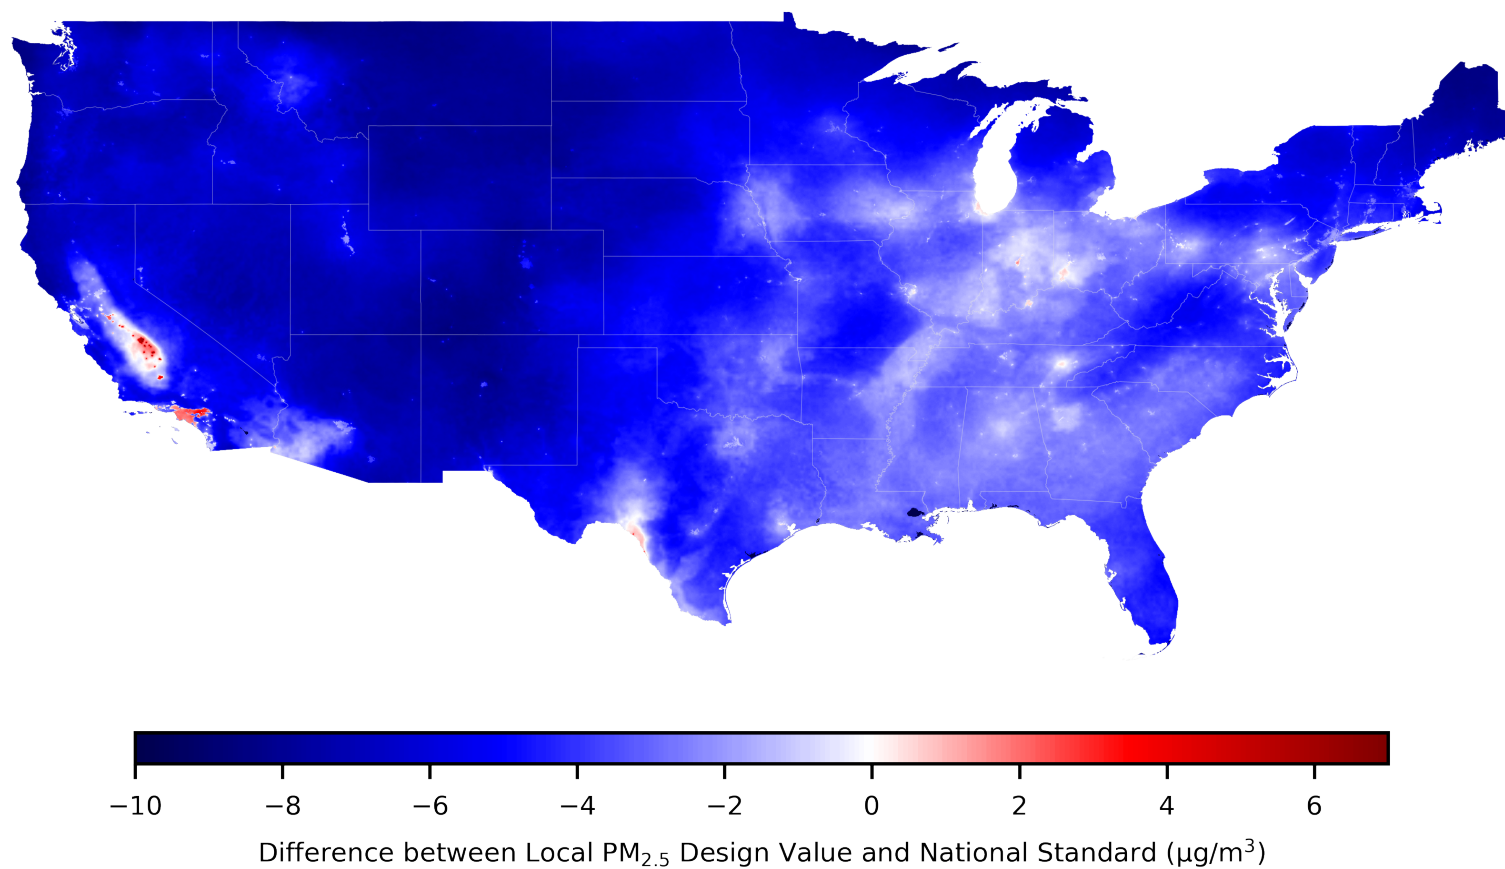 −10 −8 −6 −4 −2 0 2 4 6
Difference between Local PM₂.₅ Design Value and National Standard (μg/m³)